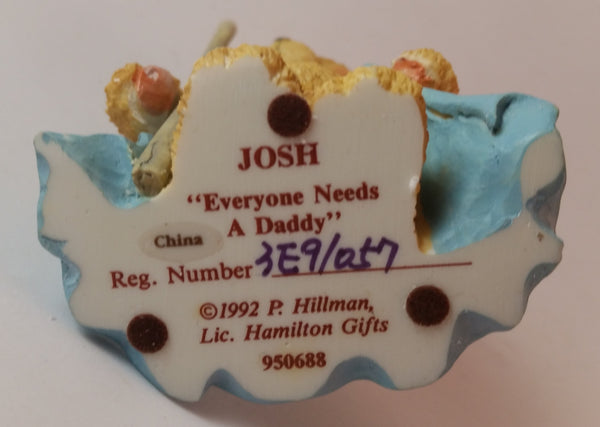 JOSH
"Everyone Needs
A Daddy"
China
Reg. Number 3E9/057
©1992 P. Hillman,
Lic. Hamilton Gifts
950688